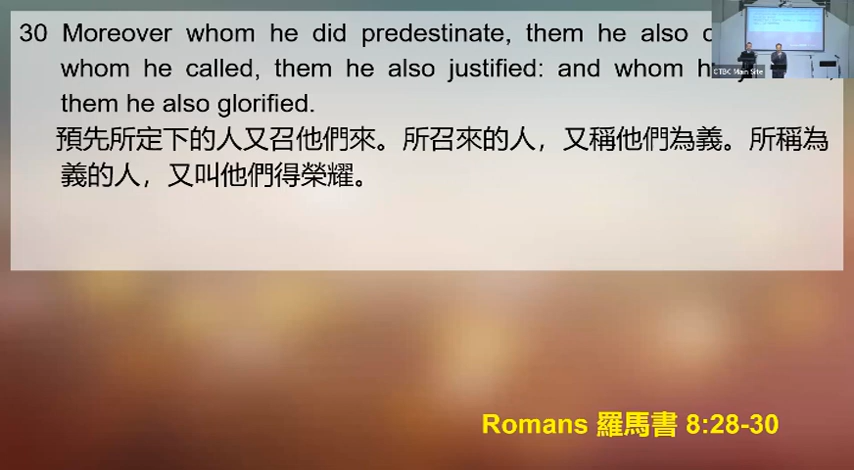 30 Moreover whom he did predestinate, them he also
whom he called, them he also justified: and whom
them he also glorified.
預先所定下的人又召他們來。所召來的人，又稱他們為義。所稱為
義的人，又叫他們得榮耀。
CTBC Main Site
Romans 羅馬書 8:28-30